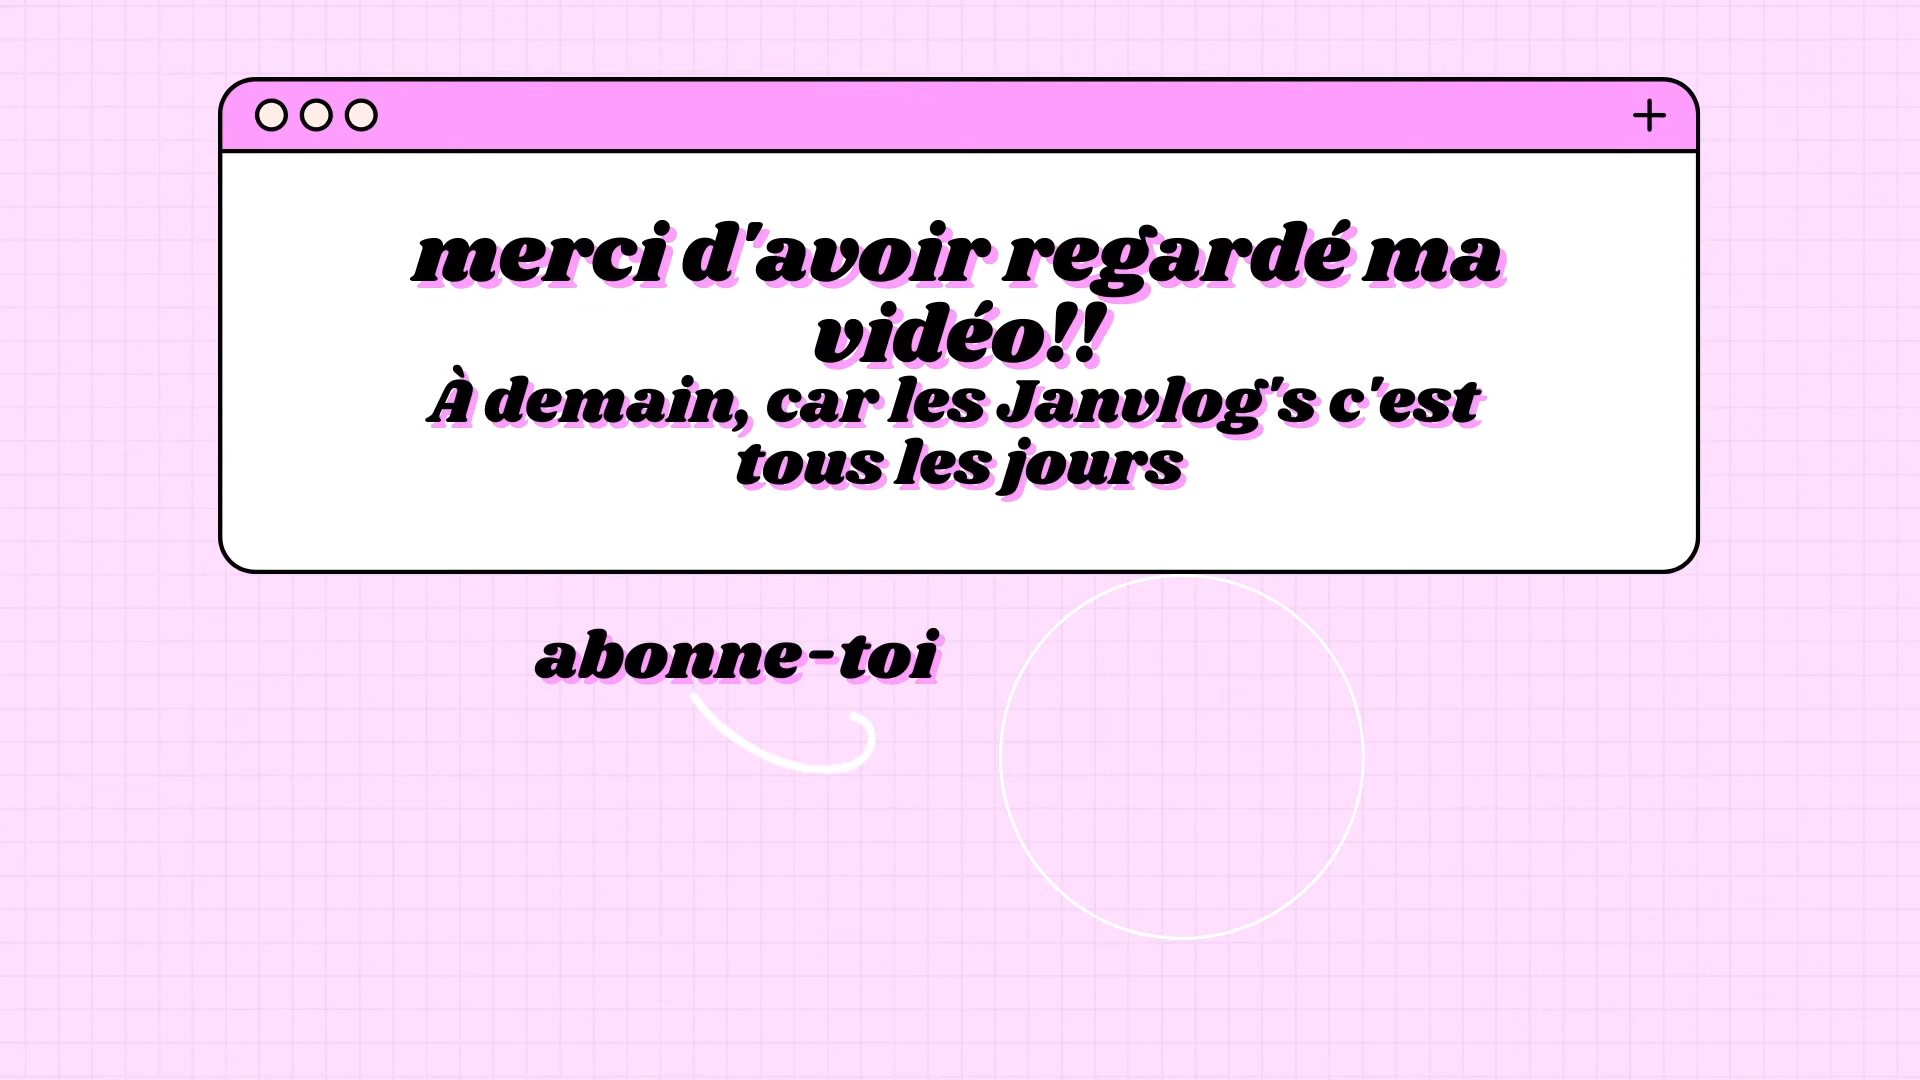 merci d'avoir regardé ma
vidéo!!
À demain, car les Janvlog's c'est
tous les jours
abonne-toi